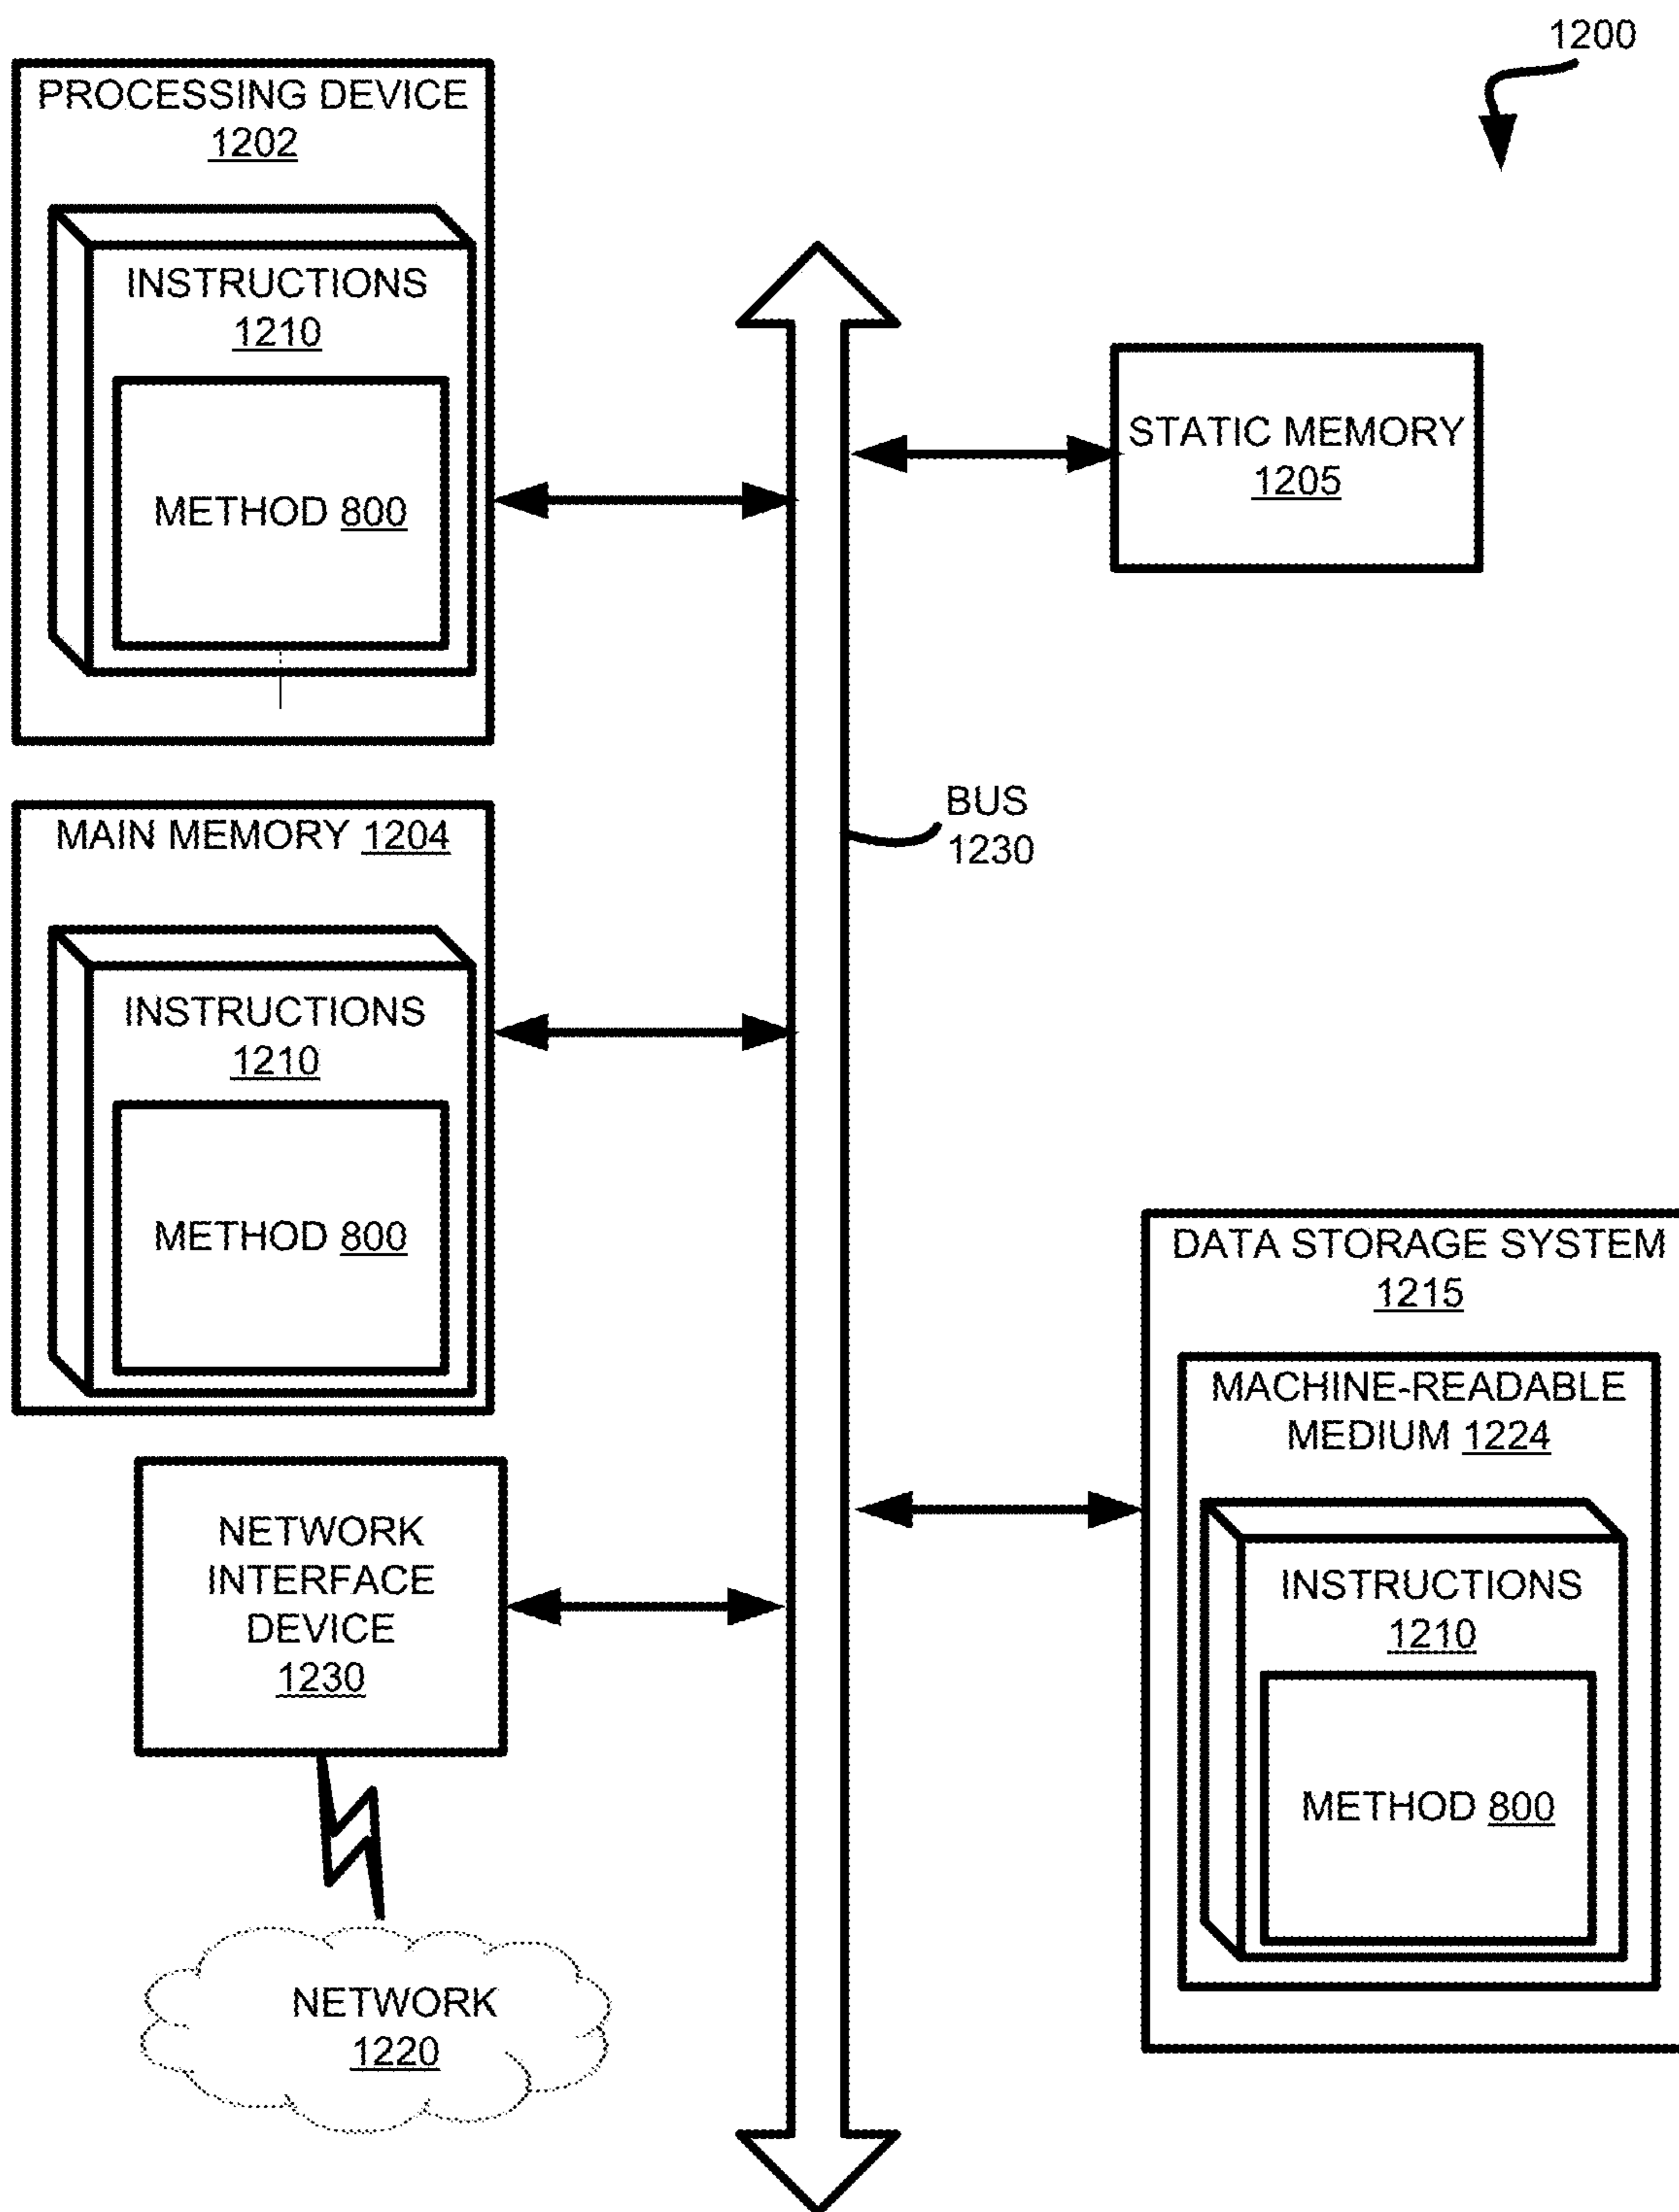 1200
PROCESSING DEVICE
1202
INSTRUCTIONS
1210
METHOD 800
STATIC MEMORY
1205
BUS
1230
MAIN MEMORY 1204
INSTRUCTIONS
1210
METHOD 800
DATA STORAGE SYSTEM
1215
MACHINE-READABLE
MEDIUM 1224
INSTRUCTIONS
1210
METHOD 800
NETWORK
INTERFACE
DEVICE
1230
NETWORK
1220